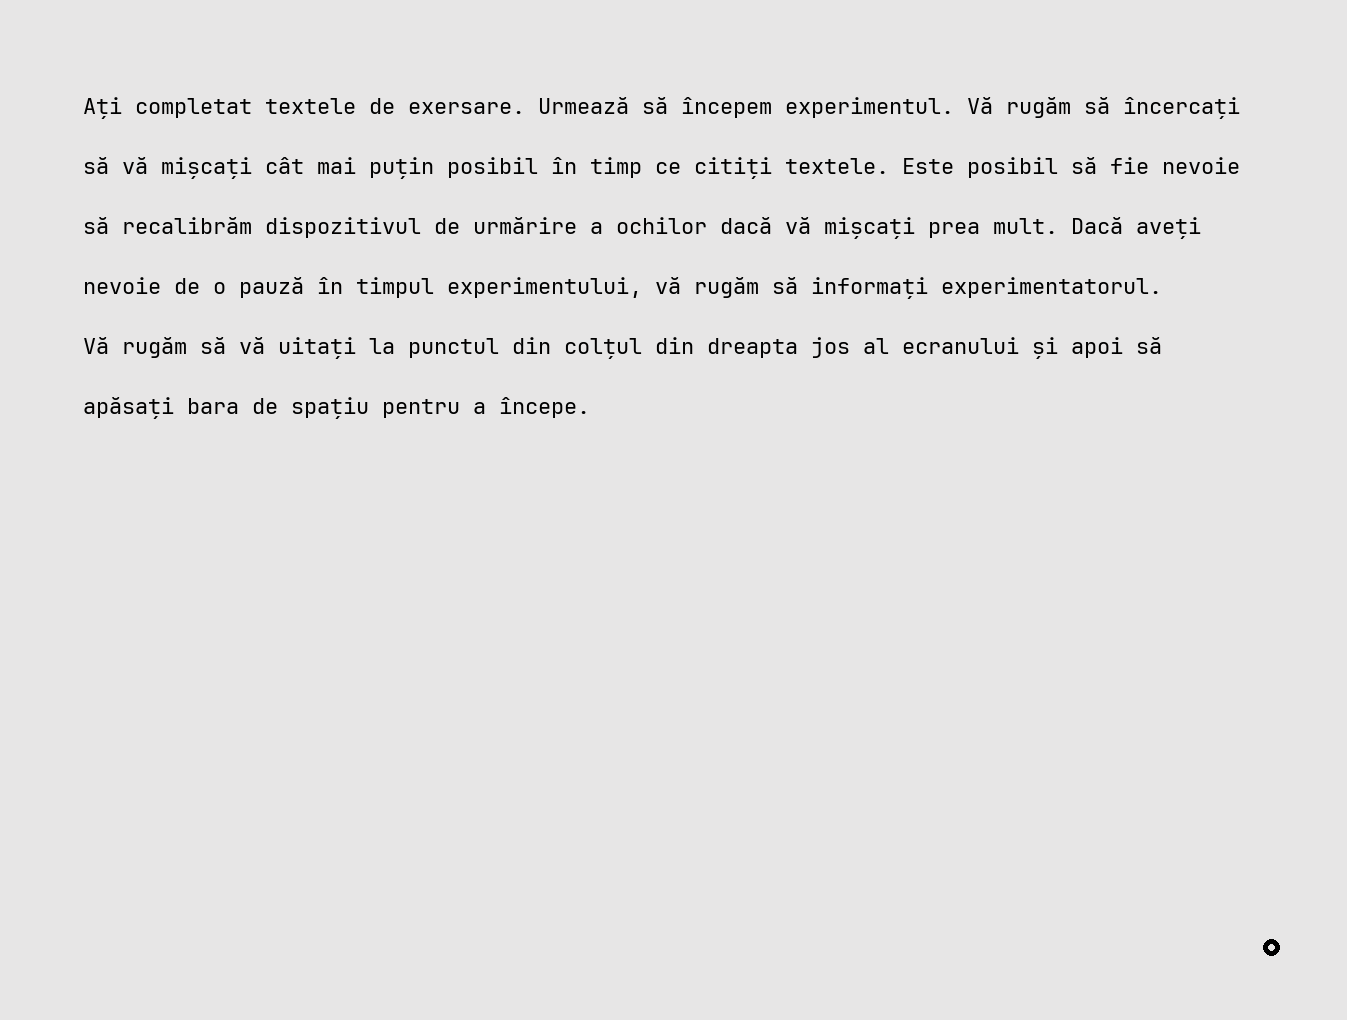 Ați completat textele de exersare. Urmează să începem experimentul. Vă rugăm să încercați
să vă mișcați cât mai puțin posibil în timp ce citiți textele. Este posibil să fie nevoie
să recalibrăm dispozitivul de urmărire a ochilor dacă vă mișcați prea mult. Dacă aveți
nevoie de o pauză în timpul experimentului, vă rugăm să informați experimentatorul.
Vă rugăm să vă uitați la punctul din colțul din dreapta jos al ecranului și apoi să
apăsați bara de spațiu pentru a începe.